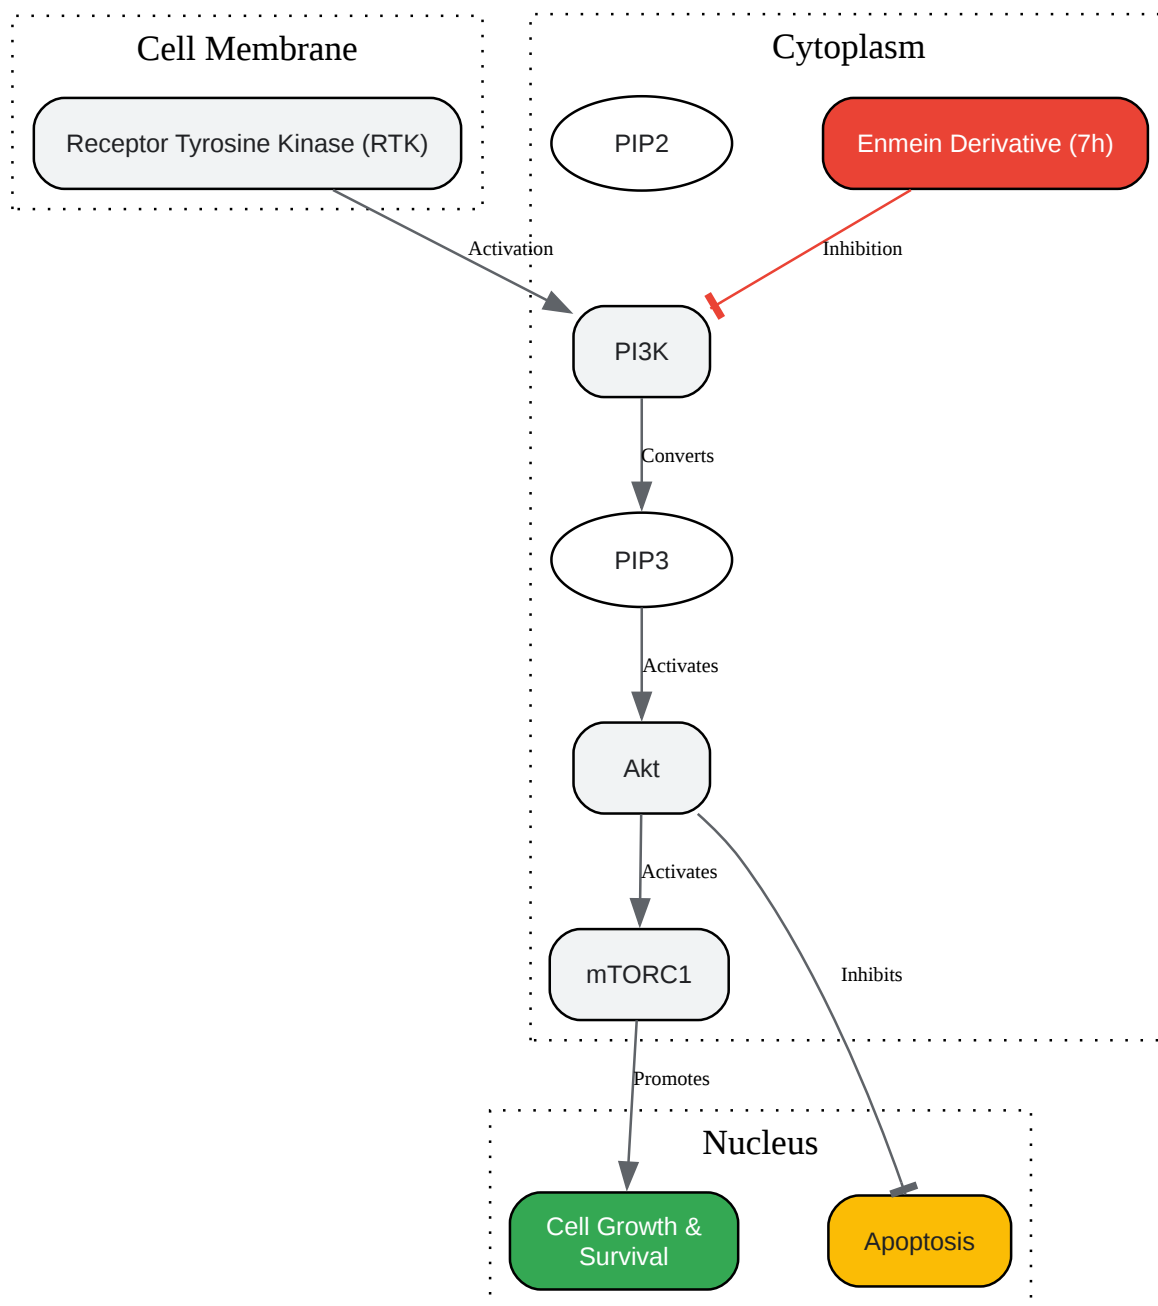 Cell Membrane
Cytoplasm
Receptor Tyrosine Kinase (RTK)
PIP2
Enmein Derivative (7h)
Activation
Inhibition
PI3K
Converts
PIP3
Activates
Akt
Activates
mTORC1
Inhibits
Promotes
Nucleus
Cell Growth &
Survival
Apoptosis